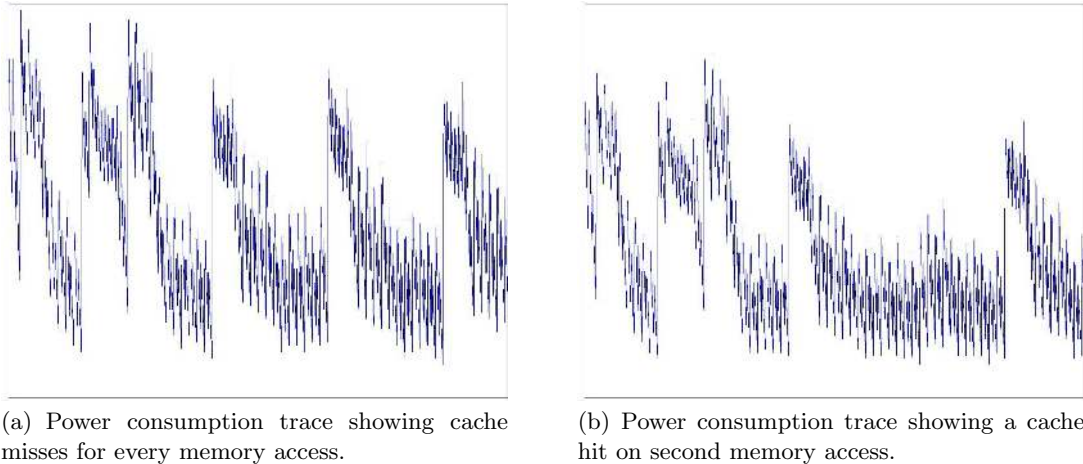 (a) Power consumption trace showing cache
misses for every memory access.
(b) Power consumption trace showing a cache
hit on second memory access.